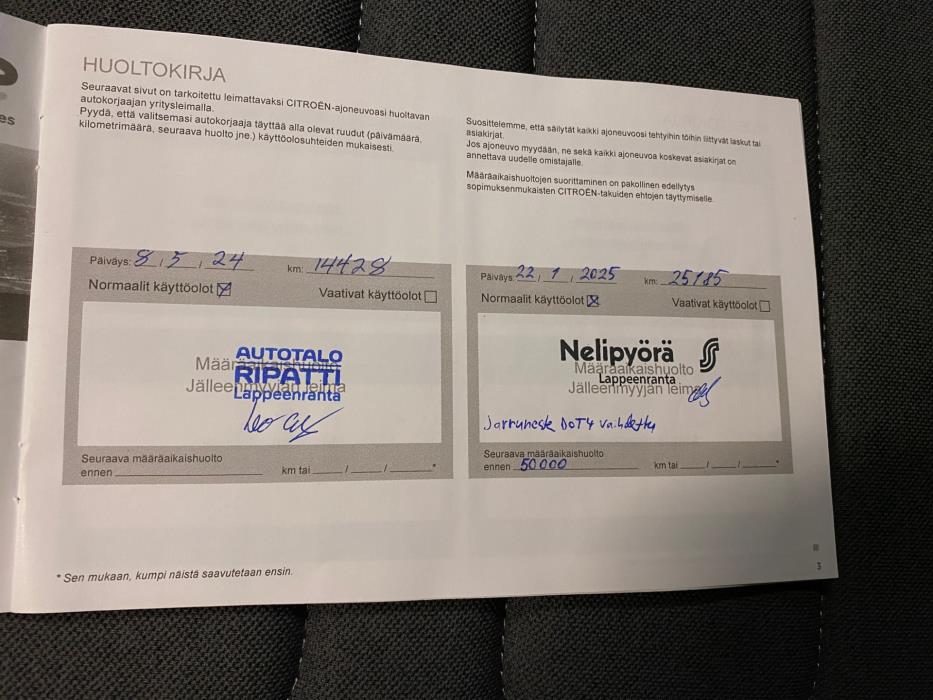 es
HUOLTOKIRJA
Seuraavat sivut on tarkoitettu leimattavaksi CITROËN-ajoneuvoasi huoltavan
autokorjaajan yritysleimalla.
Pyydä, että valitsemasi autokorjaaja täyttää alla olevat ruudut (päivämäärä,
kilometrimäärä, seuraava huolto jne.) käyttöolosuhteiden mukaisesti.
Päiväys: 8 / 5 / 24 km: 14428
Normaalit käyttöolot Vaativat käyttöolot
Määräaikaishuolto
Jälleenmyyjän leima
AUTOTALO
RIPATTI
Lappeenranta
Seuraava määräaikaishuolto
ennen km tai / / *
* Sen mukaan, kumpi näistä saavutetaan ensin.
Suosittelemme, että säilytät kaikki ajoneuvoosi tehtyihin töihin liittyvät laskut tai
asiakirjat.
Jos ajoneuvo myydään, ne sekä kaikki ajoneuvoa koskevat asiakirjat on
annettava uudelle omistajalle.
Määräaikaishuoltojen suorittaminen on pakollinen edellytys
sopimuksenmukaisten CITROËN-takuiden ehtojen täyttymiselle.
Päiväys: 22 / 1 / 2025 km: 25185
Normaalit käyttöolot Vaativat käyttöolot
Nelipyörä
Määräaikaishuolto
Lappeenranta
Jälleenmyyjän leima
Jarruneste DOT4 vaihdettu
Seuraava määräaikaishuolto
ennen 50000 km tai / / *
3